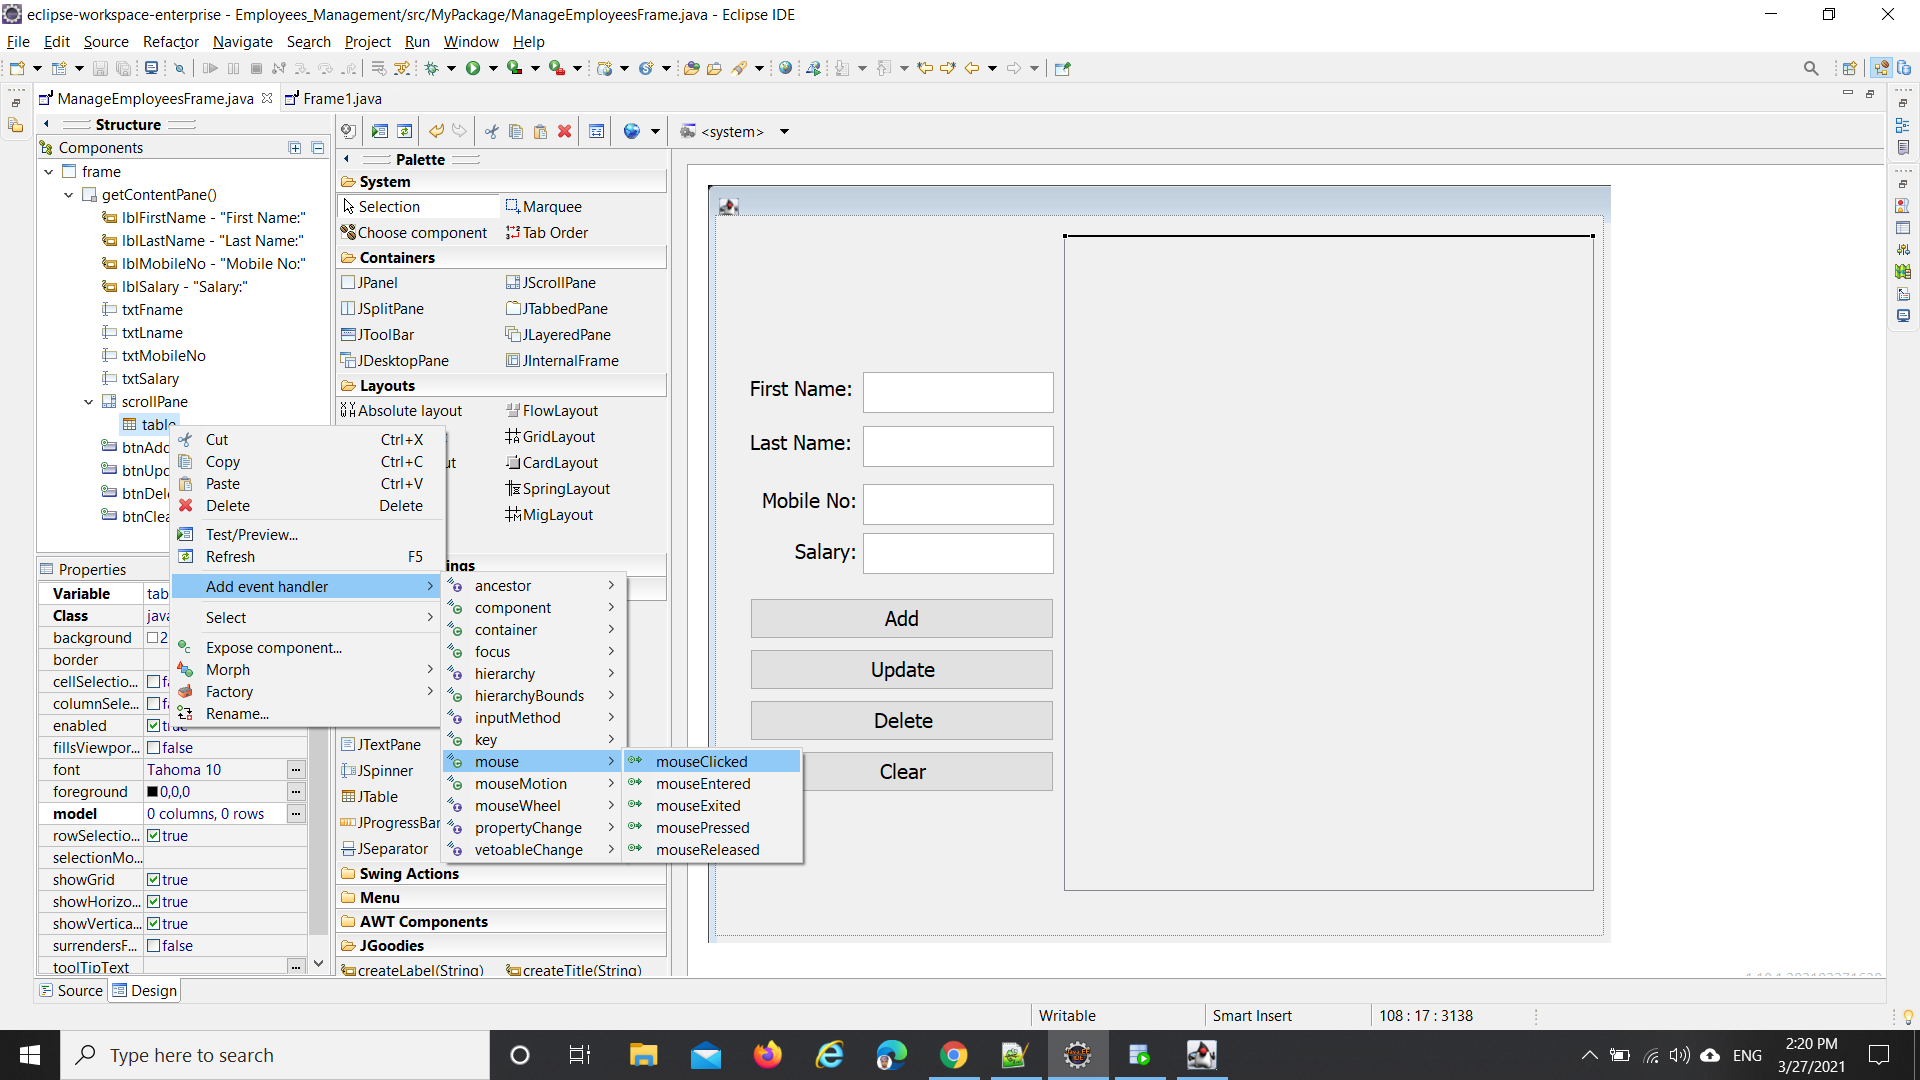 eclipse-workspace-enterprise - Employees_Management/src/MyPackage/ManageEmployeesFrame.java - Eclipse IDE
File Edit Source Refactor Navigate Search Project Run Window Help
ManageEmployeesFrame.java Frame1.java
Structure
Components
frame
getContentPane()
lblFirstName - "First Name:"
lblLastName - "Last Name:"
lblMobileNo - "Mobile No:"
lblSalary - "Salary:"
txtFname
txtLname
txtMobileNo
txtSalary
scrollPane
table
btnAdd
btnUpd
btnDel
btnClea
Cut Ctrl+X
Copy Ctrl+C
Paste Ctrl+V
Delete Delete
Test/Preview...
Refresh F5
Add event handler
Select
Expose component...
Morph
Factory
Rename...
ancestor
component
container
focus
hierarchy
hierarchyBounds
inputMethod
key
mouse
mouseMotion
mouseWheel
propertyChange
vetoableChange
mouseClicked
mouseEntered
mouseExited
mousePressed
mouseReleased
Properties
Variable tab
Class java
background 2
border
cellSelectio... fa
columnSele... fa
enabled true
fillsViewpor... false
font Tahoma 10 ...
foreground 0,0,0 ...
model 0 columns, 0 rows ...
rowSelectio... true
selectionMo...
showGrid true
showHorizo... true
showVertica... true
surrendersF... false
toolTipText ...
Source Design
<system>
Palette
System
Selection Marquee
Choose component Tab Order
Containers
JPanel JScrollPane
JSplitPane JTabbedPane
JToolBar JLayeredPane
JDesktopPane JInternalFrame
Layouts
Absolute layout FlowLayout
GridLayout
ut CardLayout
SpringLayout
MigLayout
ings
JTextPane
JSpinner
JTable
JProgressBar
JSeparator
Swing Actions
Menu
AWT Components
JGoodies
createLabel(String) createTitle(String)
First Name:
Last Name:
Mobile No:
Salary:
Add
Update
Delete
Clear
Writable Smart Insert 108 : 17 : 3138
Type here to search
ENG
2:20 PM
3/27/2021